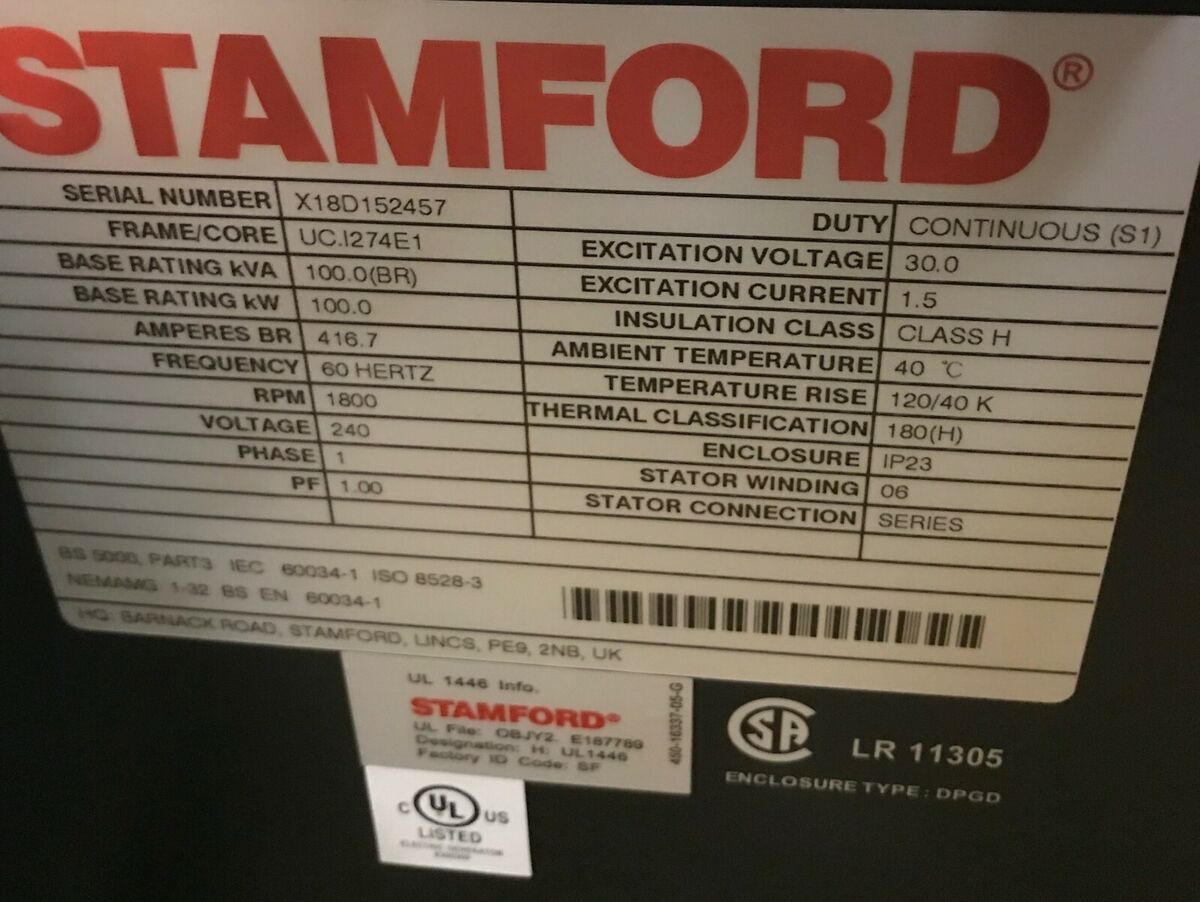 STAMFORD®
SERIAL NUMBER X18D152457
FRAME/CORE UC.I274E1
BASE RATING kVA 100.0(BR)
BASE RATING kW 100.0
AMPERES BR 416.7
FREQUENCY 60 HERTZ
RPM 1800
VOLTAGE 240
PHASE 1
PF 1.00
DUTY CONTINUOUS (S1)
EXCITATION VOLTAGE 30.0
EXCITATION CURRENT 1.5
INSULATION CLASS CLASS H
AMBIENT TEMPERATURE 40 ℃
TEMPERATURE RISE 120/40 K
THERMAL CLASSIFICATION 180(H)
ENCLOSURE IP23
STATOR WINDING 06
STATOR CONNECTION SERIES
BS 5000, PART3 IEC 60034-1 ISO 8528-3
NEMAMG 1-32 BS EN 60034-1
HQ: BARNACK ROAD, STAMFORD, LINCS, PE9, 2NB, UK
UL 1446 Info.
STAMFORD®
UL File: OBJY2. E187789
Designation: H: UL1446
Factory ID Code: SF
450-16337-D5-G
C UL US
LISTED
ELECTRIC GENERATOR
CSA LR 11305
ENCLOSURE TYPE: DPGD